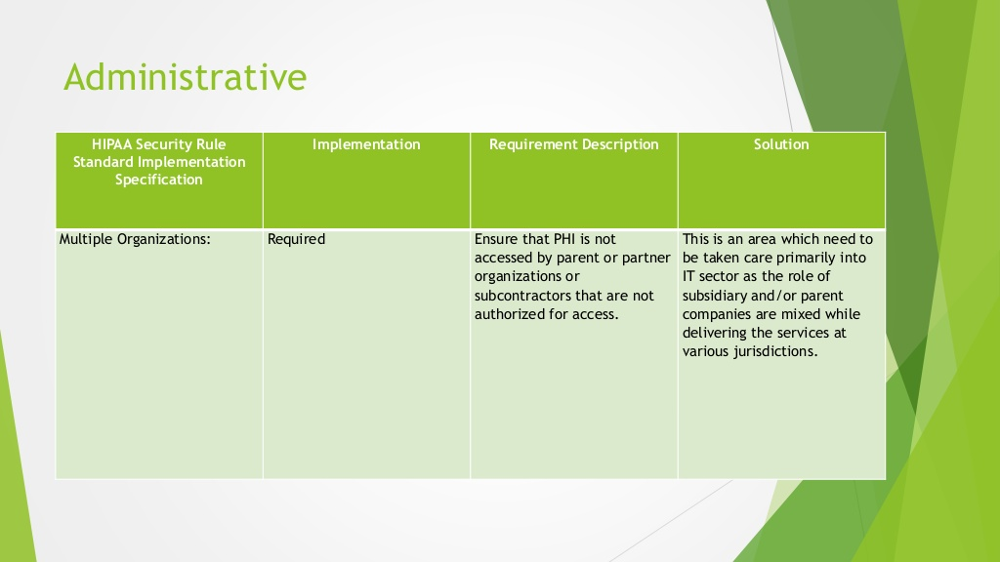 Administrative
HIPAA Security Rule
Standard Implementation
Specification
Implementation
Requirement Description
Solution
Multiple Organizations:
Required
Ensure that PHI is not
accessed by parent or partner
organizations or
subcontractors that are not
authorized for access.
This is an area which need to
be taken care primarily into
IT sector as the role of
subsidiary and/or parent
companies are mixed while
delivering the services at
various jurisdictions.